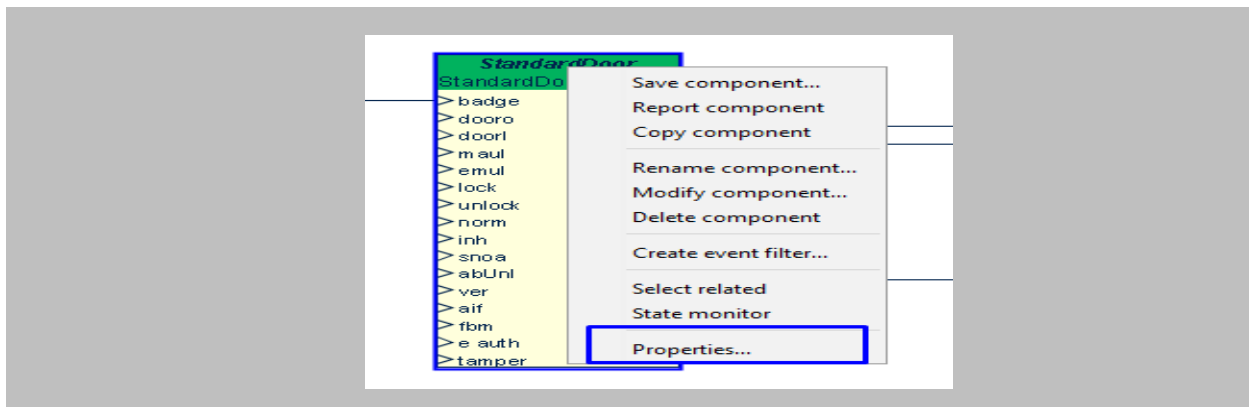 StandardDoor
StandardDo
badge
dooro
doorl
m aul
emul
lock
unlock
norm
inh
snoa
abUnl
ver
aif
fbm
e auth
tamper
Save component...
Report component
Copy component
Rename component...
Modify component...
Delete component
Create event filter...
Select related
State monitor
Properties...